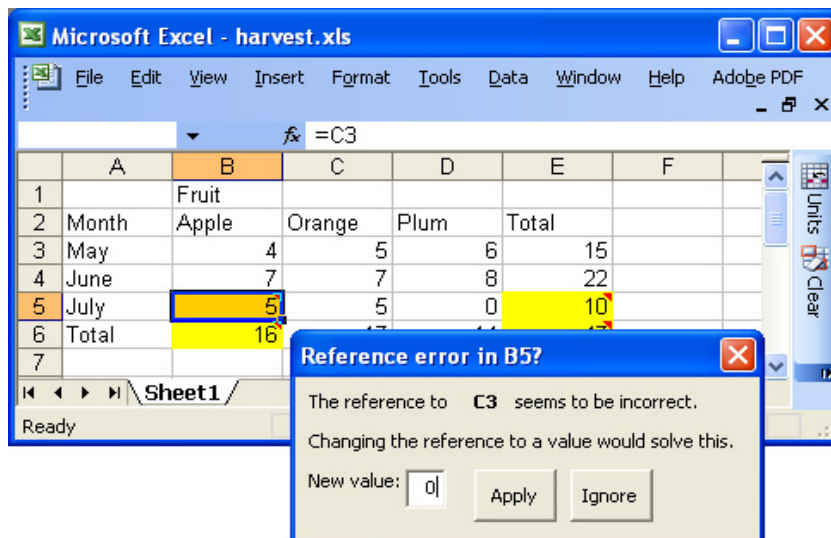 Microsoft Excel - harvest.xls
File Edit View Insert Format Tools Data Window Help Adobe PDF
fx =C3
A B C D E F
1 Fruit
2 Month Apple Orange Plum Total
3 May 4 5 6 15
4 June 7 7 8 22
5 July 5 5 0 10
6 Total 16
7
Sheet1
Ready
Units
Clear
Reference error in B5?
The reference to C3 seems to be incorrect.
Changing the reference to a value would solve this.
New value: 0 Apply Ignore